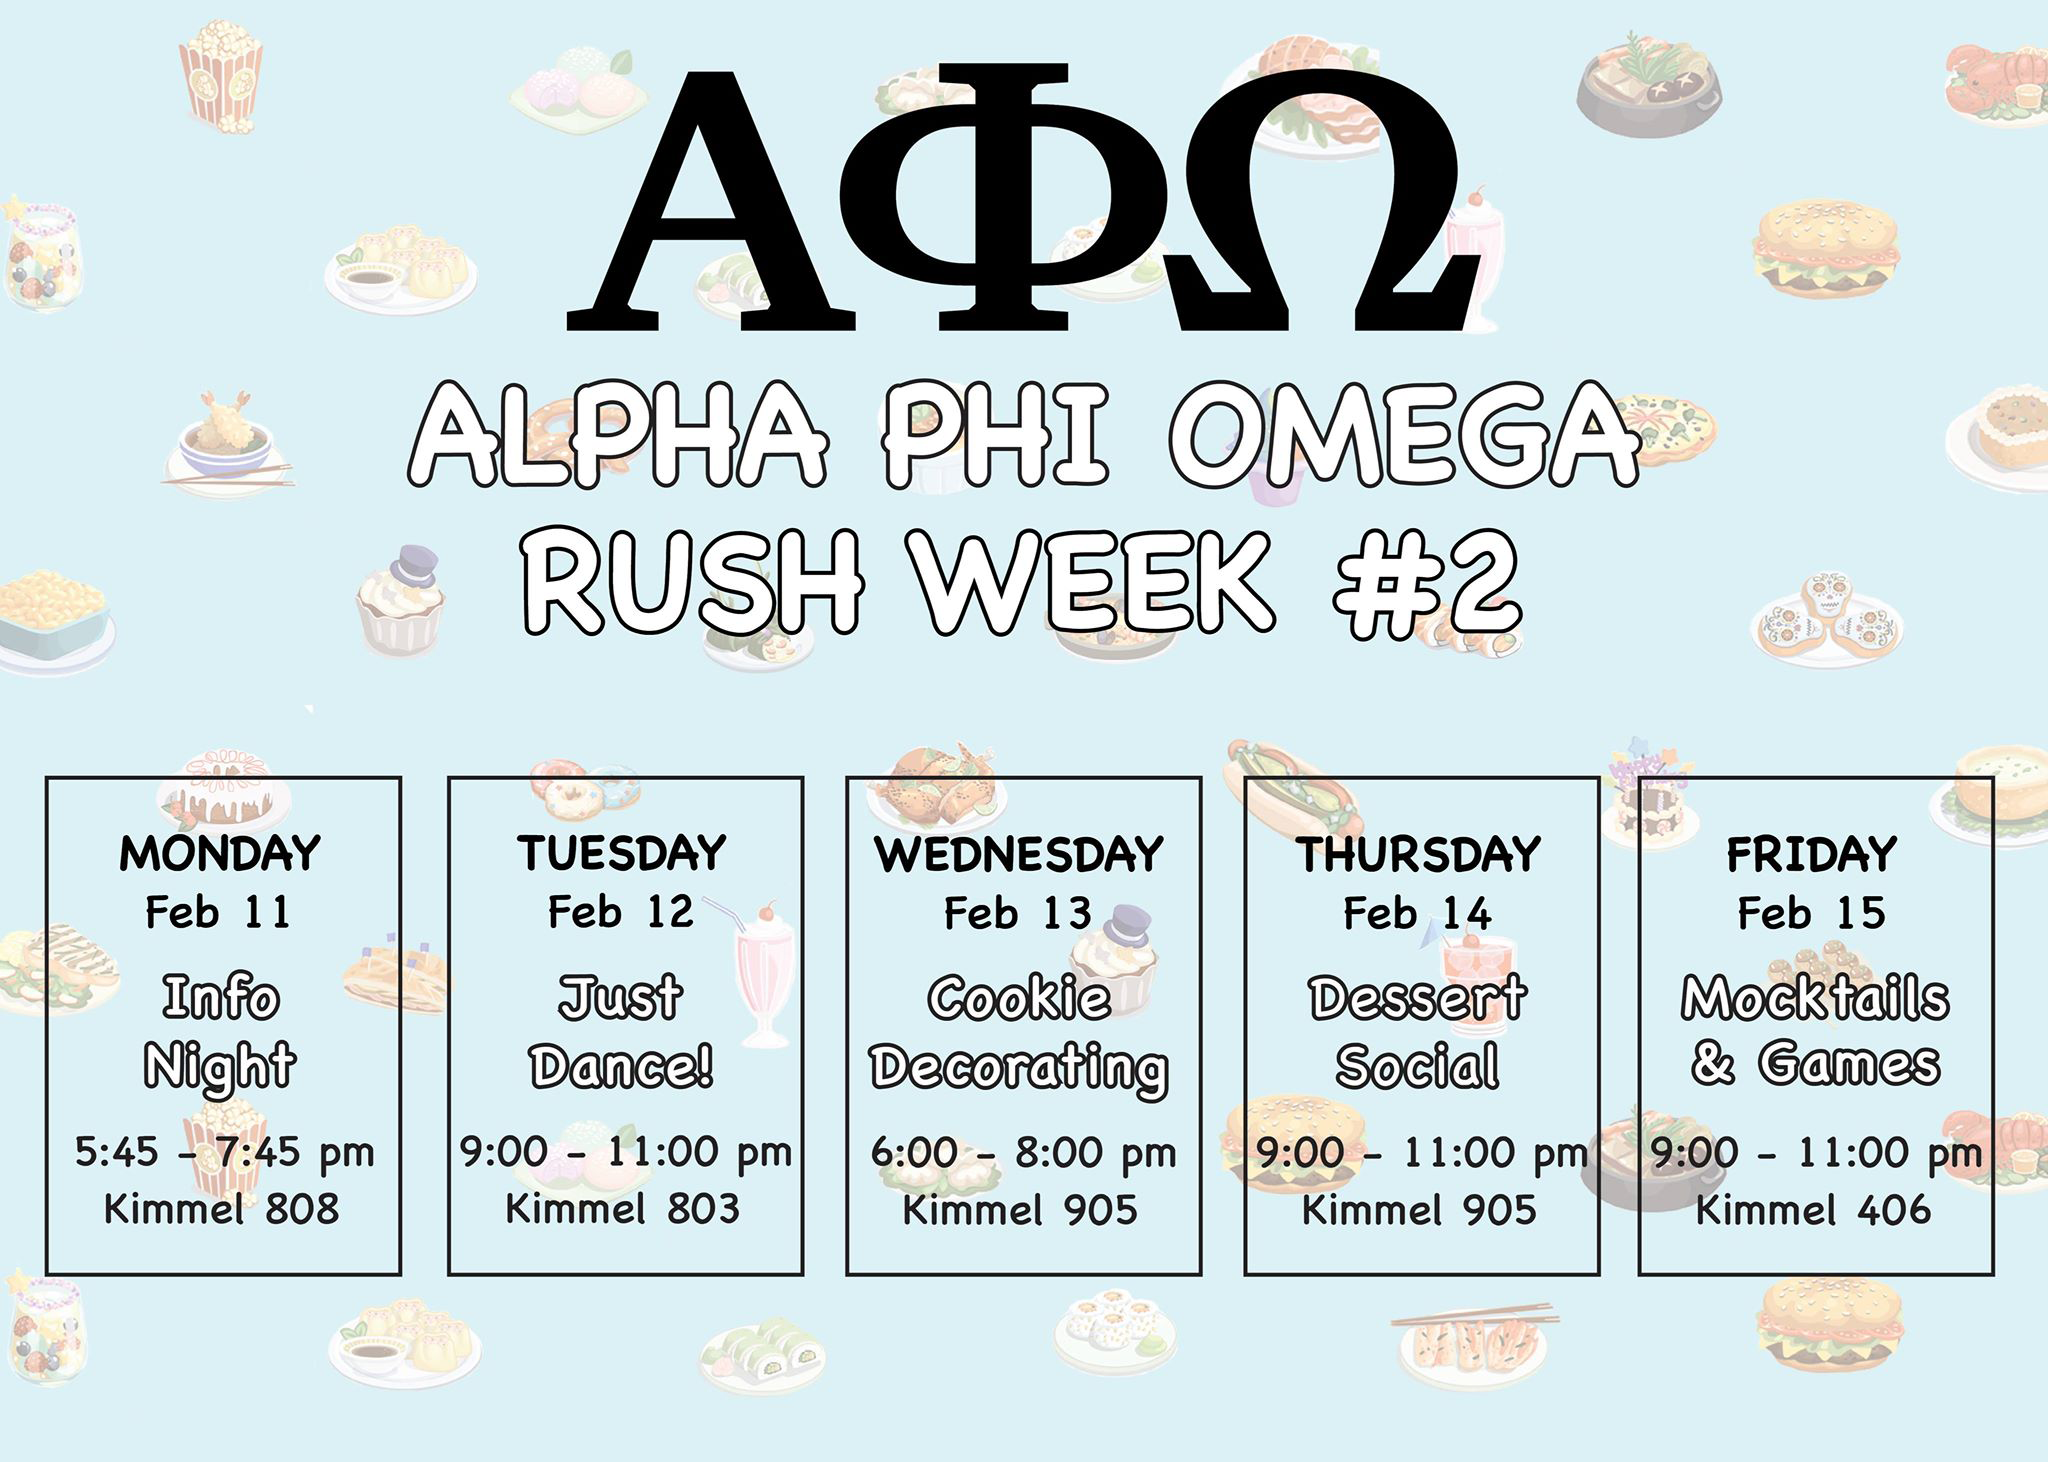 ΑΦΩ
ALPHA PHI OMEGA
RUSH WEEK #2
MONDAY
Feb 11
Info
Night
5:45 - 7:45 pm
Kimmel 808
TUESDAY
Feb 12
Just
Dance!
9:00 - 11:00 pm
Kimmel 803
WEDNESDAY
Feb 13
Cookie
Decorating
6:00 - 8:00 pm
Kimmel 905
THURSDAY
Feb 14
Dessert
Social
9:00 - 11:00 pm
Kimmel 905
FRIDAY
Feb 15
Mocktails
& Games
9:00 - 11:00 pm
Kimmel 406